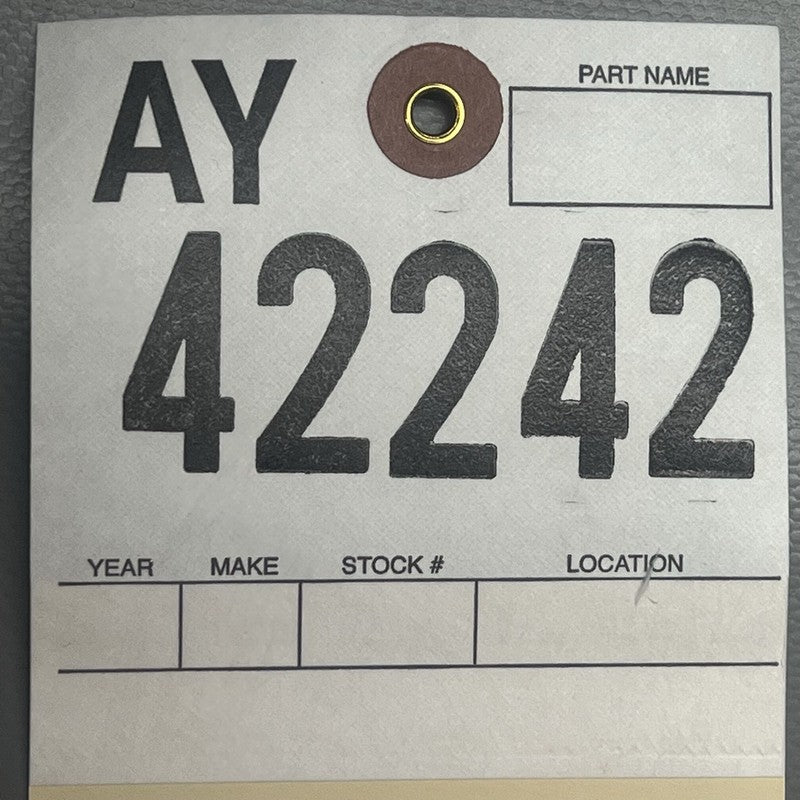 AY
PART NAME
42242
YEAR MAKE STOCK # LOCATION